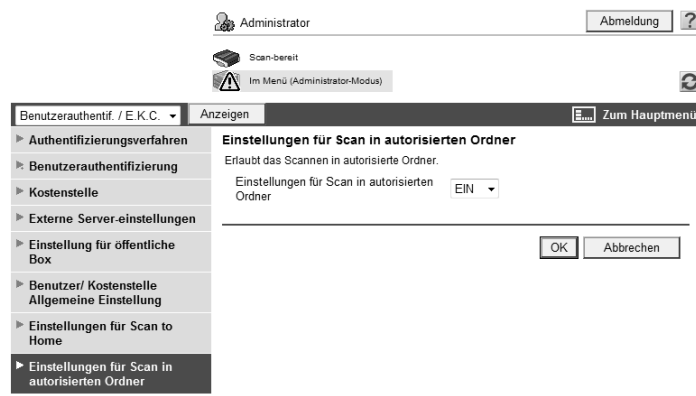 Administrator
Abmeldung
?
Scan-bereit
Im Menü (Administrator-Modus)
Benutzerauthentif. / E.K.C.
Anzeigen
Zum Hauptmenü
Authentifizierungsverfahren
Benutzerauthentifizierung
Kostenstelle
Externe Server-einstellungen
Einstellung für öffentliche
Box
Benutzer/ Kostenstelle
Allgemeine Einstellung
Einstellungen für Scan to
Home
Einstellungen für Scan in
autorisierten Ordner
Einstellungen für Scan in autorisierten Ordner
Erlaubt das Scannen in autorisierte Ordner.
Einstellungen für Scan in autorisierten
Ordner
EIN
OK
Abbrechen